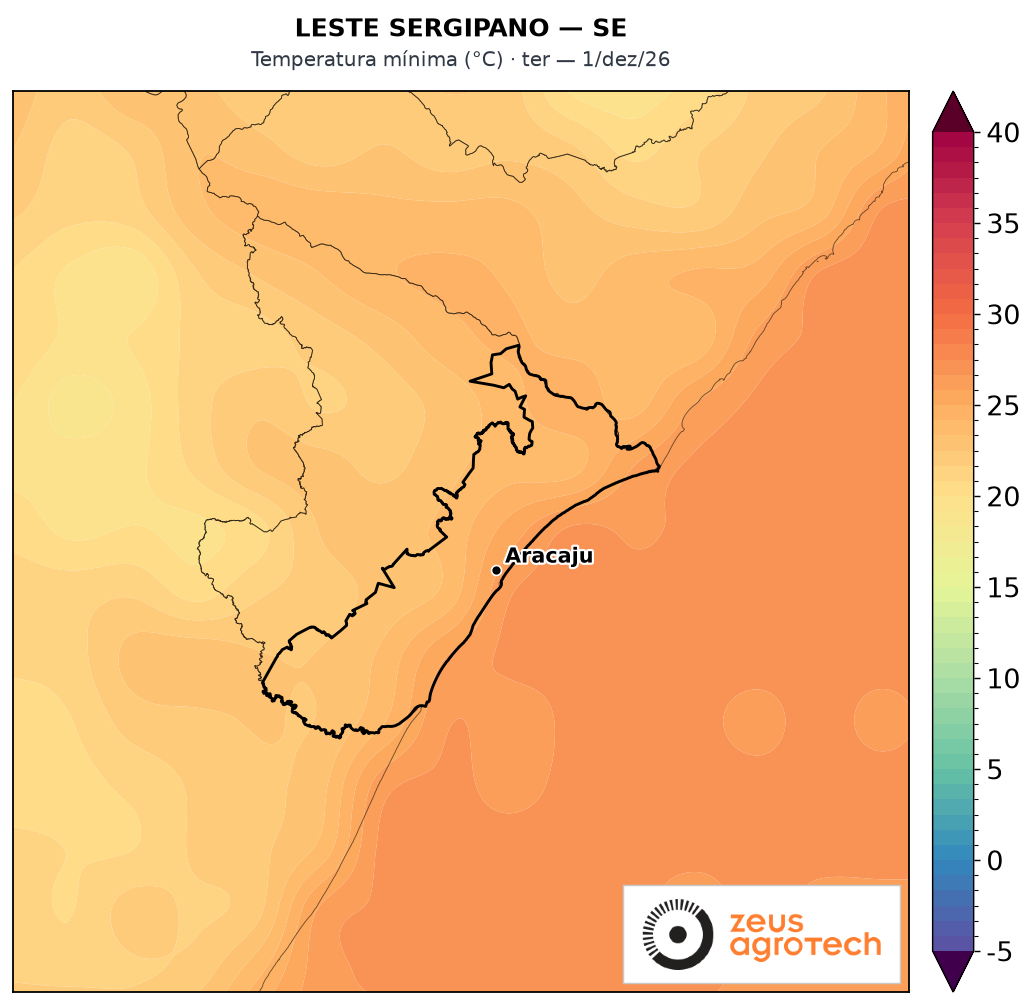 LESTE SERGIPANO — SE
Temperatura mínima (°C) · ter — 1/dez/26
40
35
30
25
20
15
10
5
0
-5
Aracaju
zeus
agrotech